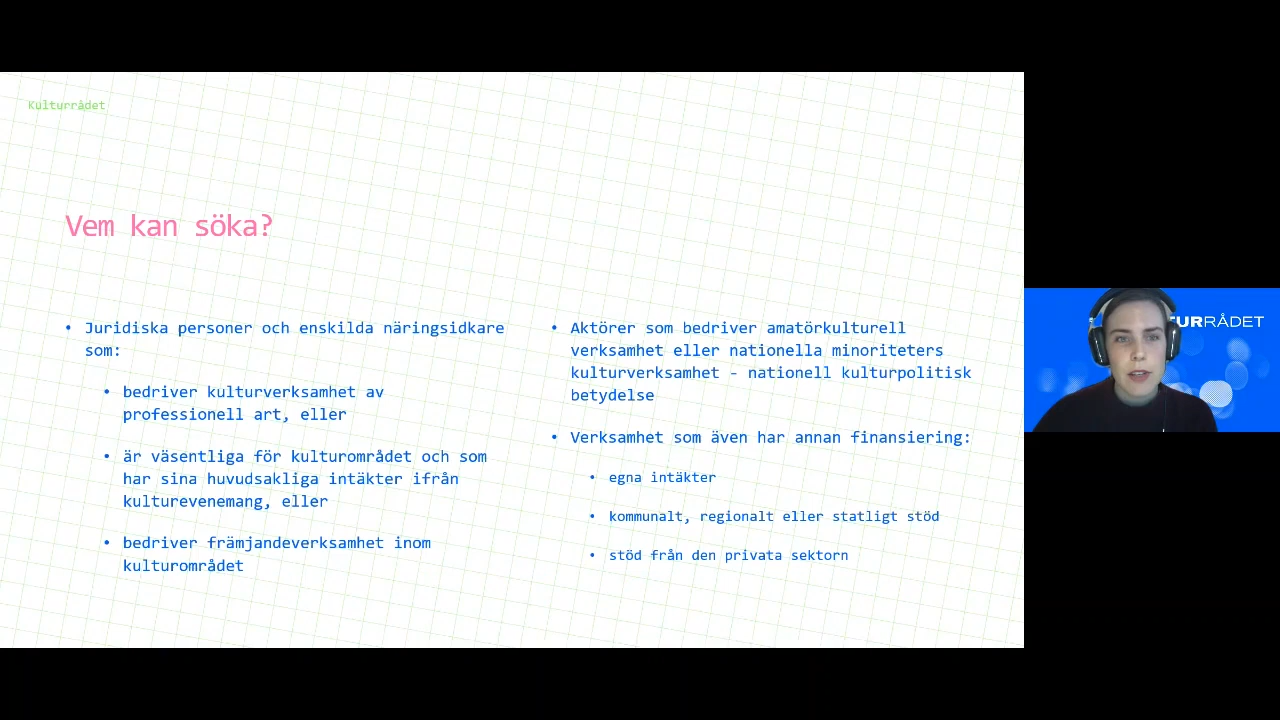 Kulturrådet
Vem kan söka?
• Juridiska personer och enskilda näringsidkare
som:
• bedriver kulturverksamhet av
professionell art, eller
• är väsentliga för kulturområdet och som
har sina huvudsakliga intäkter ifrån
kulturevenemang, eller
• bedriver främjandeverksamhet inom
kulturområdet
• Aktörer som bedriver amatörkulturell
verksamhet eller nationella minoriteters
kulturverksamhet - nationell kulturpolitisk
betydelse
• Verksamhet som även har annan finansiering:
• egna intäkter
• kommunalt, regionalt eller statligt stöd
• stöd från den privata sektorn
TURRÅDET